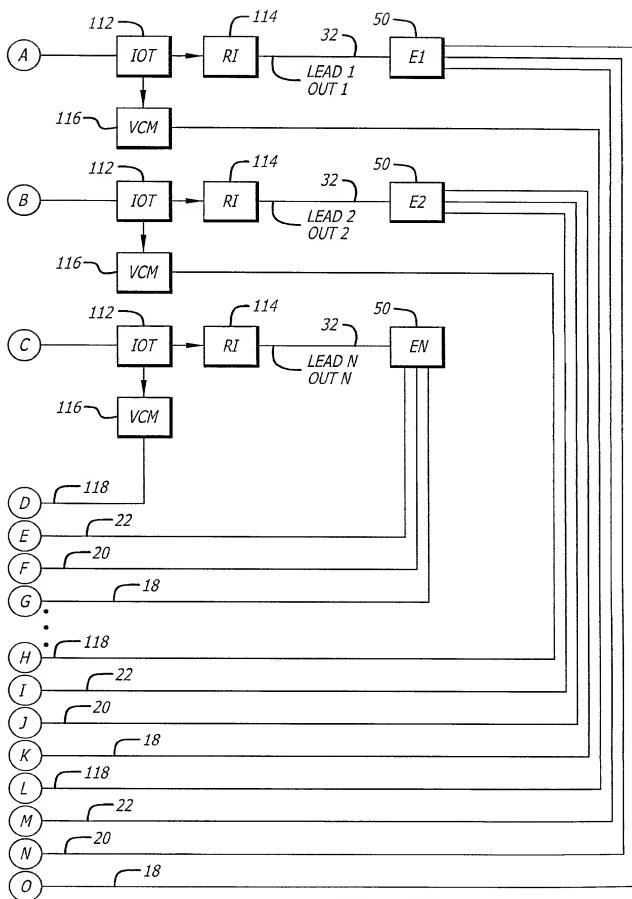 112 114 32 50
A IOT RI LEAD 1 E1
OUT 1
116 VCM
112 114 32 50
B IOT RI LEAD 2 E2
OUT 2
116 VCM
112 114 32 50
C IOT RI LEAD N EN
OUT N
116 VCM
D 118
E 22
F 20
G 18
H 118
I 22
J 20
K 18
L 118
M 22
N 20
O 18